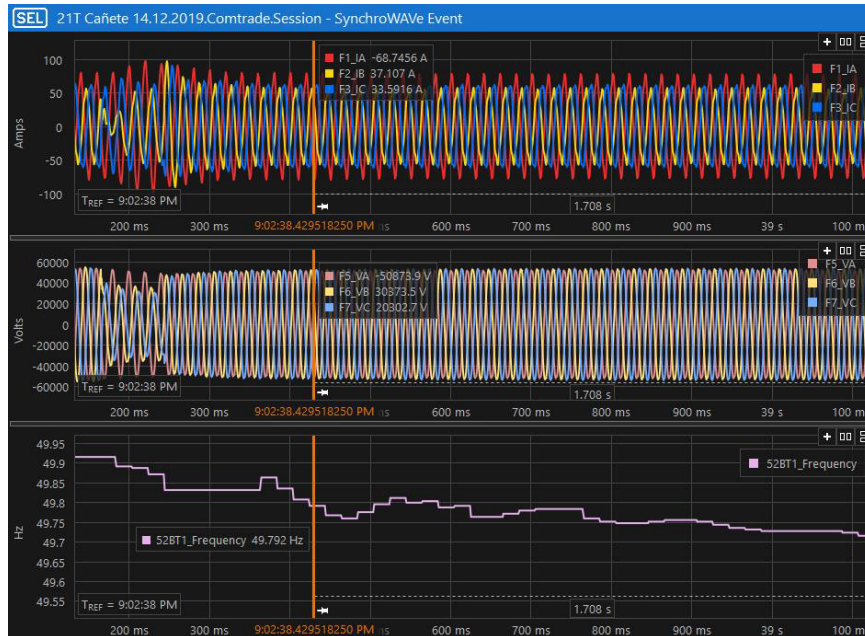 SEL 21T Cañete 14.12.2019.Comtrade.Session - SynchroWAVe Event
100
50
0
-50
-100
Amps
F1_IA -68.7456 A
F2_IB 37.107 A
F3_IC 33.5916 A
F1_IA
F2_IB
F3_IC
TREF = 9:02:38 PM
1.708 s
200 ms 300 ms 9:02:38.429518250 PM ms 600 ms 700 ms 800 ms 900 ms 39 s 100 m
60000
40000
20000
0
-20000
-40000
-60000
Volts
F5_VA -50873.9 V
F6_VB 30373.5 V
F7_VC 20302.7 V
F5_VA
F6_VB
F7_VC
TREF = 9:02:38 PM
1.708 s
200 ms 300 ms 9:02:38.429518250 PM ms 600 ms 700 ms 800 ms 900 ms 39 s 100 m
49.95
49.9
49.85
49.8
49.75
49.7
49.65
49.6
49.55
Hz
52BT1_Frequency
52BT1_Frequency 49.792 Hz
TREF = 9:02:38 PM
1.708 s
200 ms 300 ms 9:02:38.429518250 PM ms 600 ms 700 ms 800 ms 900 ms 39 s 100 m